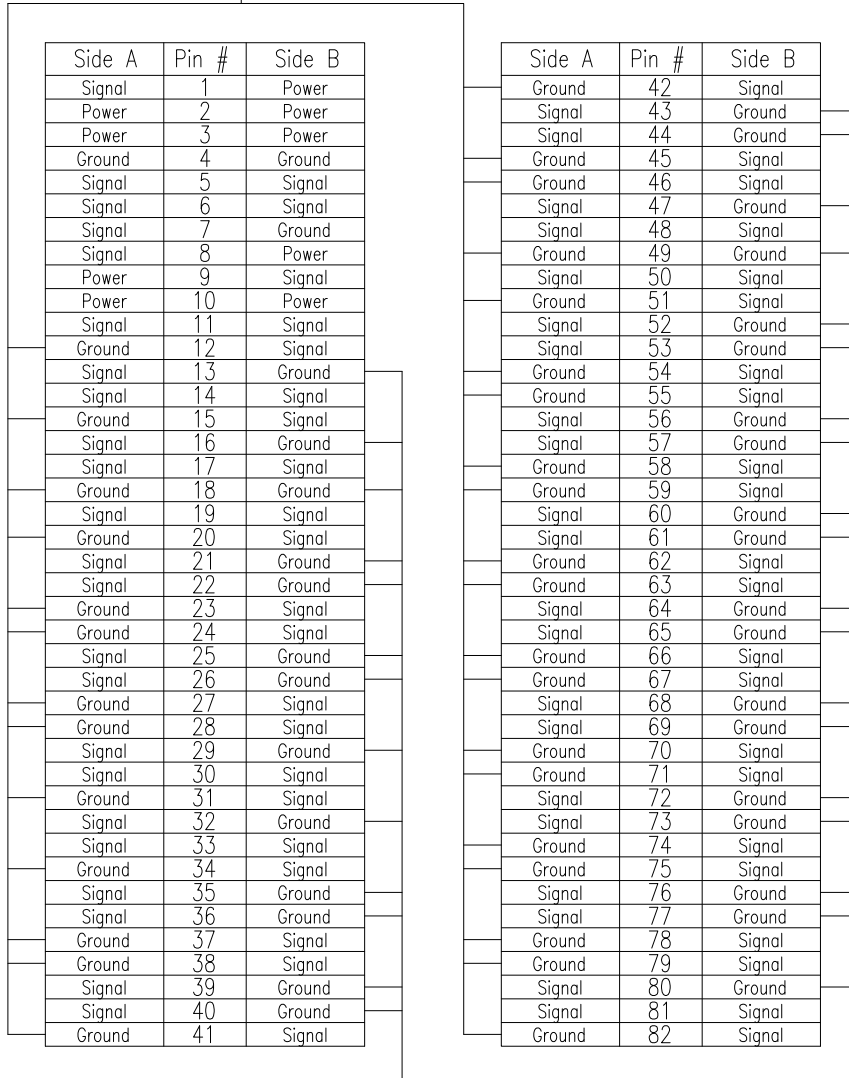 Side A Pin # Side B
Signal 1 Power
Power 2 Power
Power 3 Power
Ground 4 Ground
Signal 5 Signal
Signal 6 Signal
Signal 7 Ground
Signal 8 Power
Power 9 Signal
Power 10 Power
Signal 11 Signal
Ground 12 Signal
Signal 13 Ground
Signal 14 Signal
Ground 15 Signal
Signal 16 Ground
Signal 17 Signal
Ground 18 Ground
Signal 19 Signal
Ground 20 Signal
Signal 21 Ground
Signal 22 Ground
Ground 23 Signal
Ground 24 Signal
Signal 25 Ground
Signal 26 Ground
Ground 27 Signal
Ground 28 Signal
Signal 29 Ground
Signal 30 Signal
Ground 31 Signal
Signal 32 Ground
Signal 33 Signal
Ground 34 Signal
Signal 35 Ground
Signal 36 Ground
Ground 37 Signal
Ground 38 Signal
Signal 39 Ground
Signal 40 Ground
Ground 41 Signal
Side A Pin # Side B
Ground 42 Signal
Signal 43 Ground
Signal 44 Ground
Ground 45 Signal
Ground 46 Signal
Signal 47 Ground
Signal 48 Signal
Ground 49 Ground
Signal 50 Signal
Ground 51 Signal
Signal 52 Ground
Signal 53 Ground
Ground 54 Signal
Ground 55 Signal
Signal 56 Ground
Signal 57 Ground
Ground 58 Signal
Ground 59 Signal
Signal 60 Ground
Signal 61 Ground
Ground 62 Signal
Ground 63 Signal
Signal 64 Ground
Signal 65 Ground
Ground 66 Signal
Ground 67 Signal
Signal 68 Ground
Signal 69 Ground
Ground 70 Signal
Ground 71 Signal
Signal 72 Ground
Signal 73 Ground
Ground 74 Signal
Ground 75 Signal
Signal 76 Ground
Signal 77 Ground
Ground 78 Signal
Ground 79 Signal
Signal 80 Ground
Signal 81 Signal
Ground 82 Signal